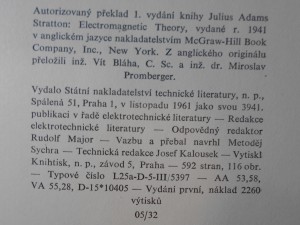 Autorizovaný překlad 1. vydání knihy Julius Adams
Stratton: Electromagnetic Theory, vydané r. 1941
v anglickém jazyce nakladatelstvím McGraw-Hill Book
Company, Inc., New York. Z anglického originálu
přeložili inž. Vít Bláha, C. Sc. a inž. dr. Miroslav
Promberger.
Vydalo Státní nakladatelství technické literatury, n. p.,
Spálená 51, Praha 1, v listopadu 1961 jako svou 3941.
publikaci v řadě elektrotechnické literatury — Redakce
elektrotechnické literatury — Odpovědný redaktor
Rudolf Major — Vazbu a přebal navrhl Metoděj
Sychra — Technická redakce Josef Kalousek — Vytiskl
Knihtisk, n. p., závod 5, Praha — 592 stran, 116 obr.
— Typové číslo L25a-D-5-III/5397 — AA 53,58,
VA 55,28, D-15*10405 — Vydání první, náklad 2260
výtisků
05/32